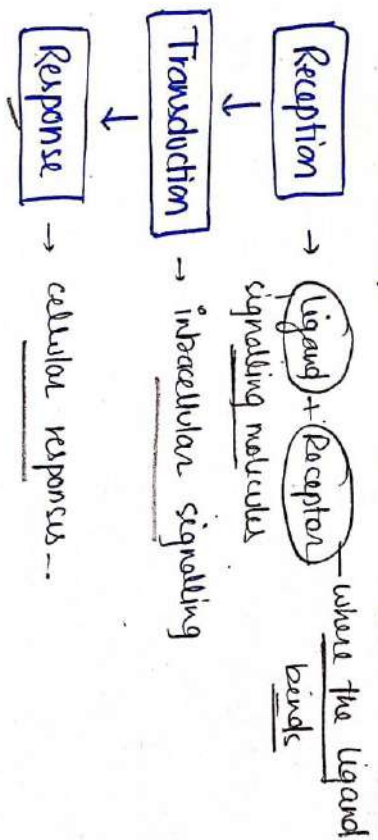 Reception → Ligand + Receptor — where the ligand
binds
signalling molecules
↓
Transduction → intracellular signalling
↓
Response → cellular responses...